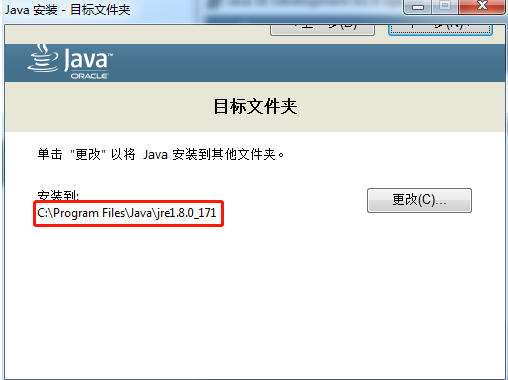 Java 安装 - 目标文件夹
Java
ORACLE
目标文件夹
单击 "更改" 以将 Java 安装到其他文件夹。
安装到:
更改(C)...
C:\Program Files\Java\jre1.8.0_171